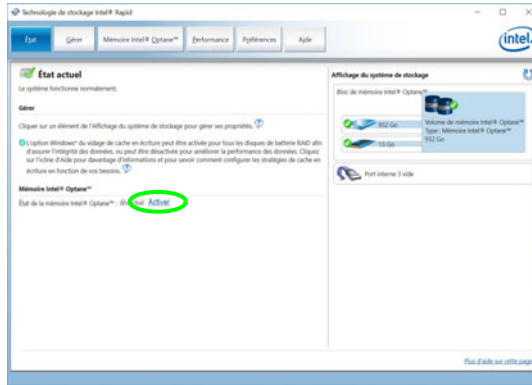 Technologie de stockage Intel® Rapid
État
Gérer
Mémoire Intel® Optane™
Performance
Préférences
Aide
intel.
État actuel
Le système fonctionne normalement.
Gérer
Cliquer sur un élément de l'Affichage du système de stockage pour gérer ses propriétés.
L'option Windows* du vidage de cache en écriture peut être activée pour tous les disques de batterie RAID afin
d'assurer l'intégrité des données, ou peut être désactivée pour améliorer la performance des données. Cliquez
sur l'icône d'Aide pour davantage d'informations et pour savoir comment configurer les stratégies de cache en
écriture en fonction de vos besoins.
Mémoire Intel® Optane™
État de la mémoire Intel® Optane™ : Activer
Affichage du système de stockage
Bloc de mémoire Intel® Optane™
932 Go
13 Go
Volume de mémoire Intel® Optane™
Type : Mémoire Intel® Optane™
932 Go
Port interne 3 vide
Plus d'aide sur cette page